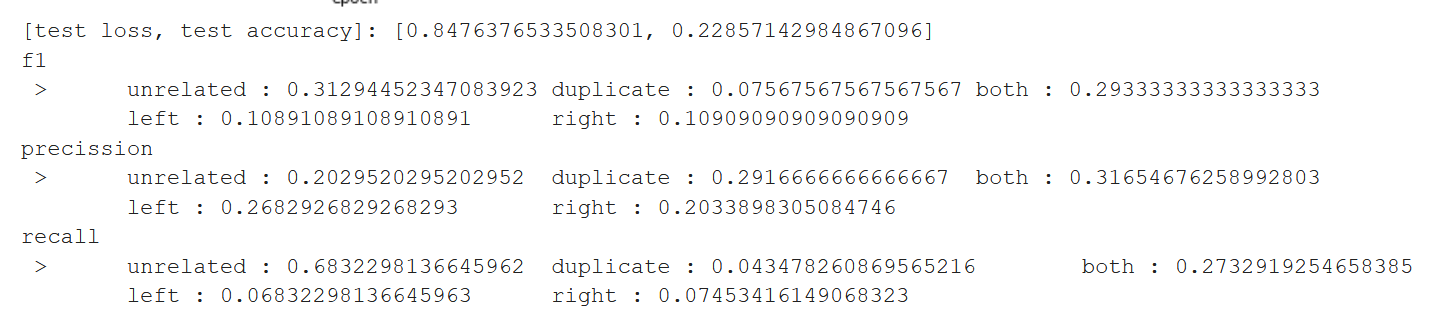 epoch
[test loss, test accuracy]: [0.8476376533508301, 0.22857142984867096]
f1
> unrelated : 0.31294452347083923 duplicate : 0.07567567567567567 both : 0.29333333333333333
left : 0.10891089108910891 right : 0.10909090909090909
precission
> unrelated : 0.2029520295202952 duplicate : 0.2916666666666667 both : 0.31654676258992803
left : 0.2682926829268293 right : 0.2033898305084746
recall
> unrelated : 0.6832298136645962 duplicate : 0.043478260869565216 both : 0.2732919254658385
left : 0.06832298136645963 right : 0.07453416149068323